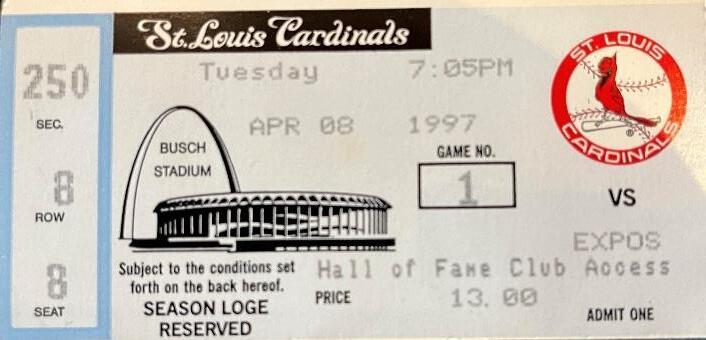 St. Louis Cardinals
Tuesday 7:05PM
APR 08 1997
250
SEC.
8
ROW
8
SEAT
BUSCH
STADIUM
GAME NO.
1
ST. LOUIS
CARDINALS
®
VS
EXPOS
Subject to the conditions set
forth on the back hereof.
Hall of Fame Club Access
SEASON LOGE
RESERVED
PRICE 13.00
ADMIT ONE